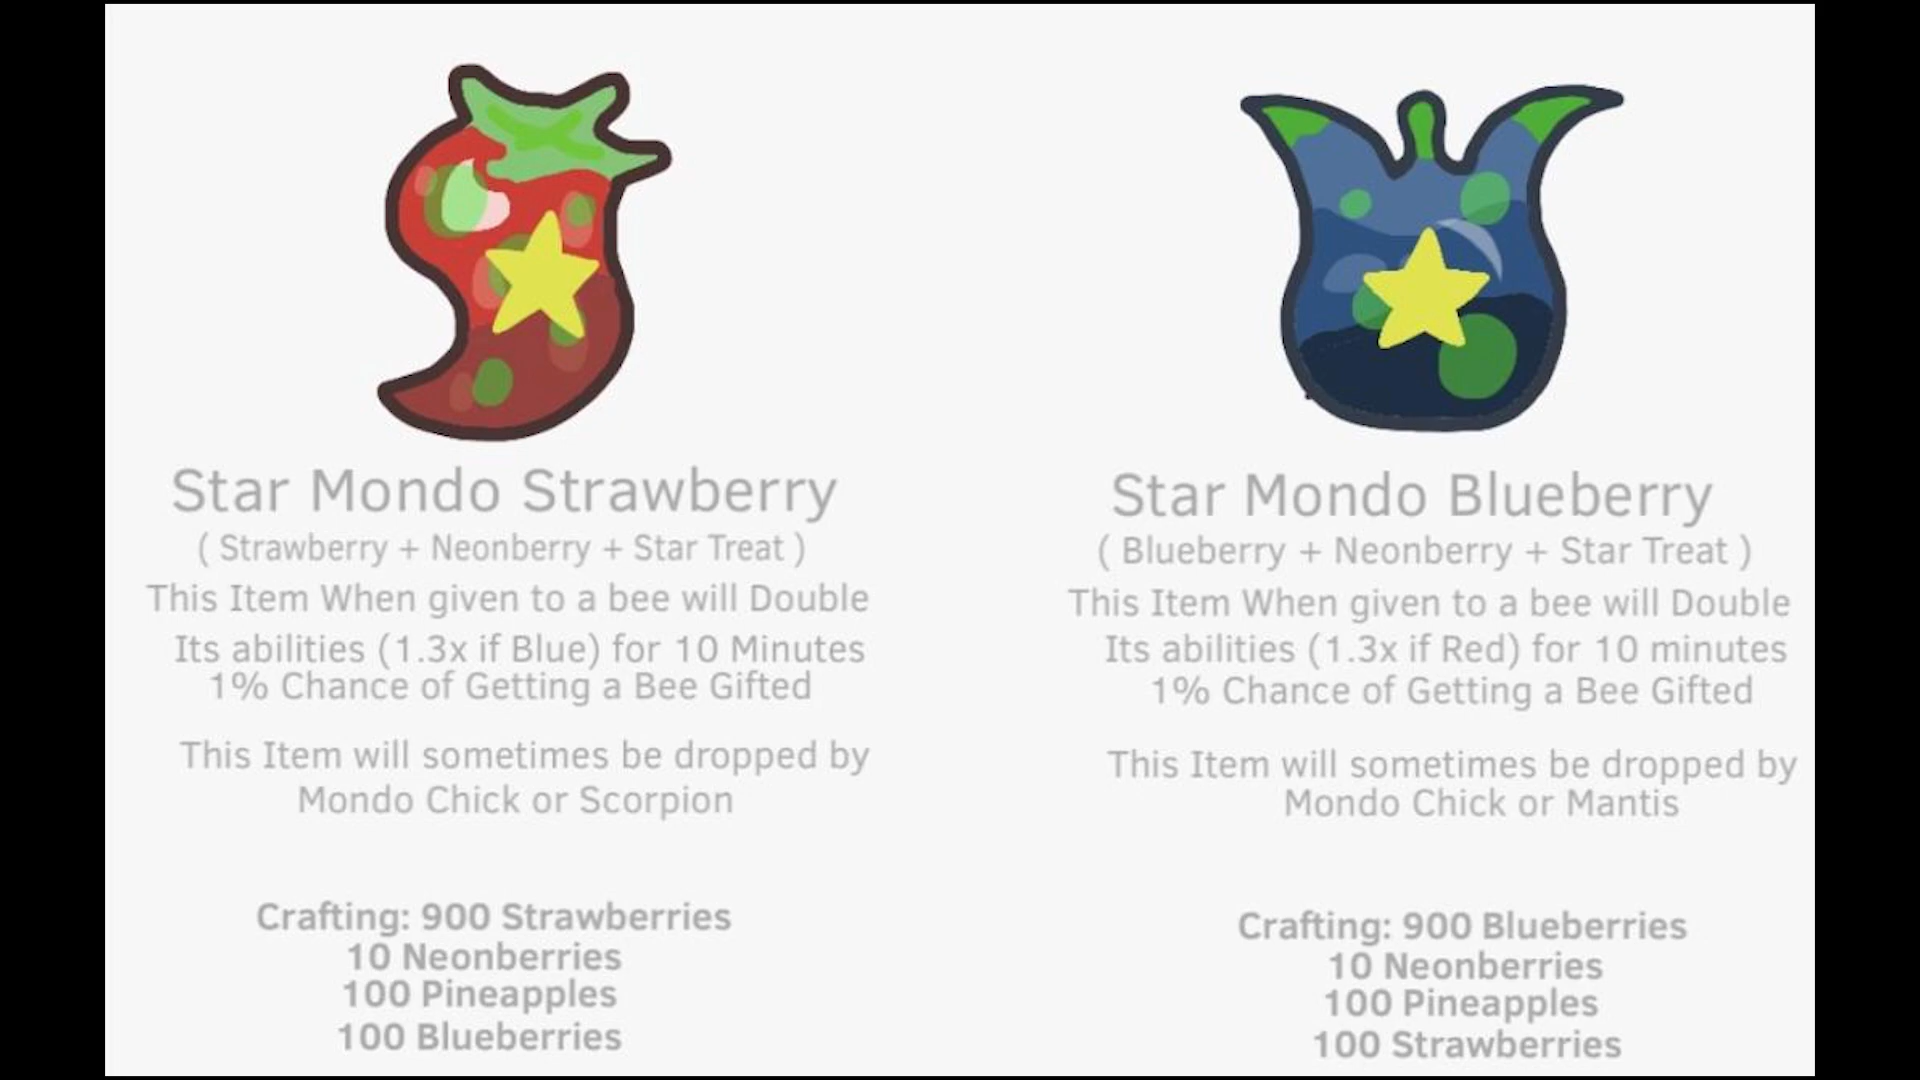 Star Mondo Strawberry
( Strawberry + Neonberry + Star Treat )
This Item When given to a bee will Double
Its abilities (1.3x if Blue) for 10 Minutes
1% Chance of Getting a Bee Gifted
This Item will sometimes be dropped by
Mondo Chick or Scorpion
Crafting: 900 Strawberries
10 Neonberries
100 Pineapples
100 Blueberries
Star Mondo Blueberry
( Blueberry + Neonberry + Star Treat )
This Item When given to a bee will Double
Its abilities (1.3x if Red) for 10 minutes
1% Chance of Getting a Bee Gifted
This Item will sometimes be dropped by
Mondo Chick or Mantis
Crafting: 900 Blueberries
10 Neonberries
100 Pineapples
100 Strawberries